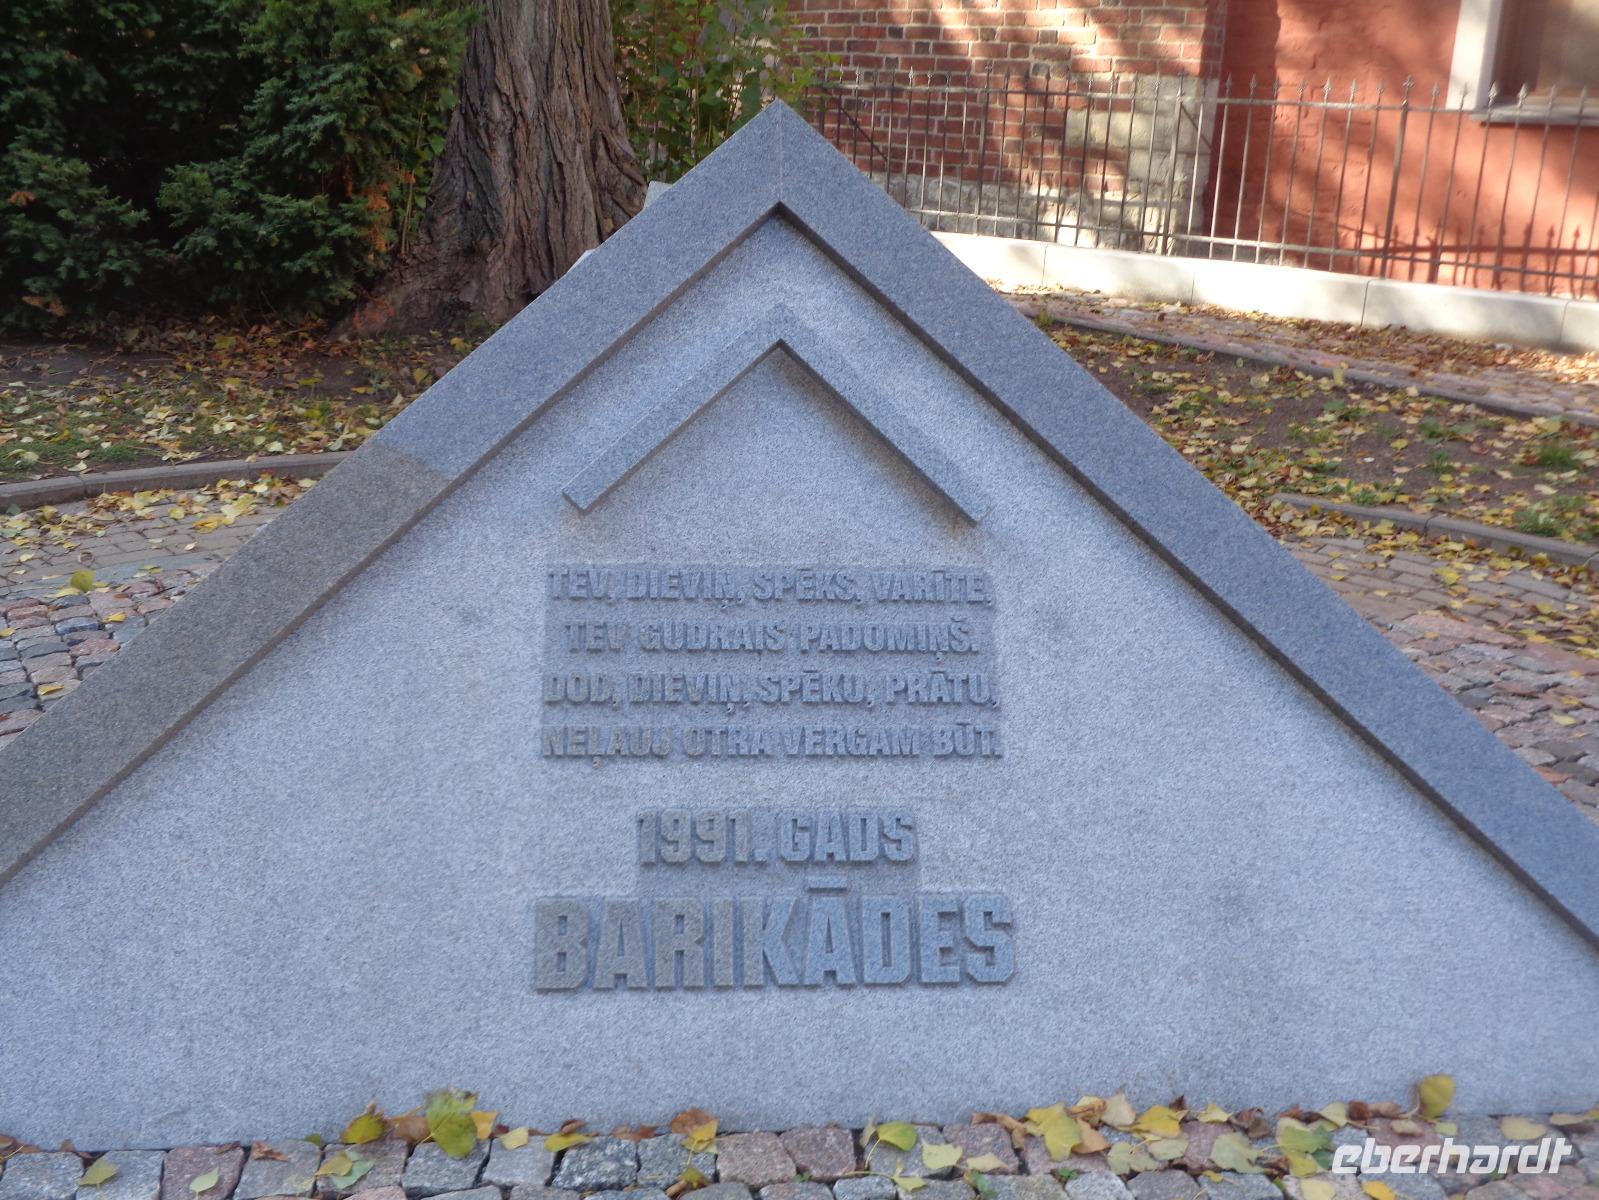 TEV, DIEVIŅ, SPĒKS, VARĪTE,
TEV GUDRAIS PADOMIŅŠ.
DOD, DIEVIŅ, SPĒKU, PRĀTU,
NEĻAUJ OTRA VERGAM BŪT.
1991. GADS
BARIKĀDES
eberhardt